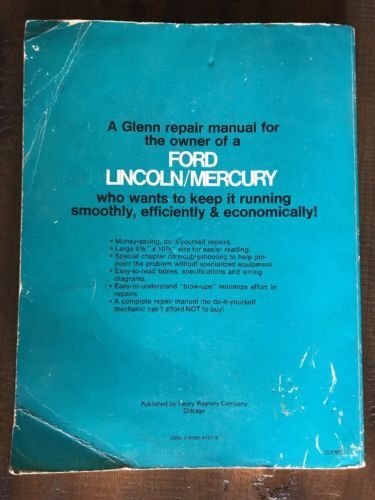 A Glenn repair manual for
the owner of a
FORD
LINCOLN/MERCURY
who wants to keep it running
smoothly, efficiently & economically!
• Money-saving, do-it-yourself repairs.
• Large size for easier reading.
• Special chapter on troubleshooting to help pin-
point the problem without specialized equipment.
• Easy-to-read tables, specifications and wiring
diagrams.
• Easy-to-understand "blow-ups" minimize effort in
repairs.
• A complete repair manual the do-it-yourself
mechanic can't afford NOT to buy!
Published by Henry Regnery Company
Chicago
ISBN: